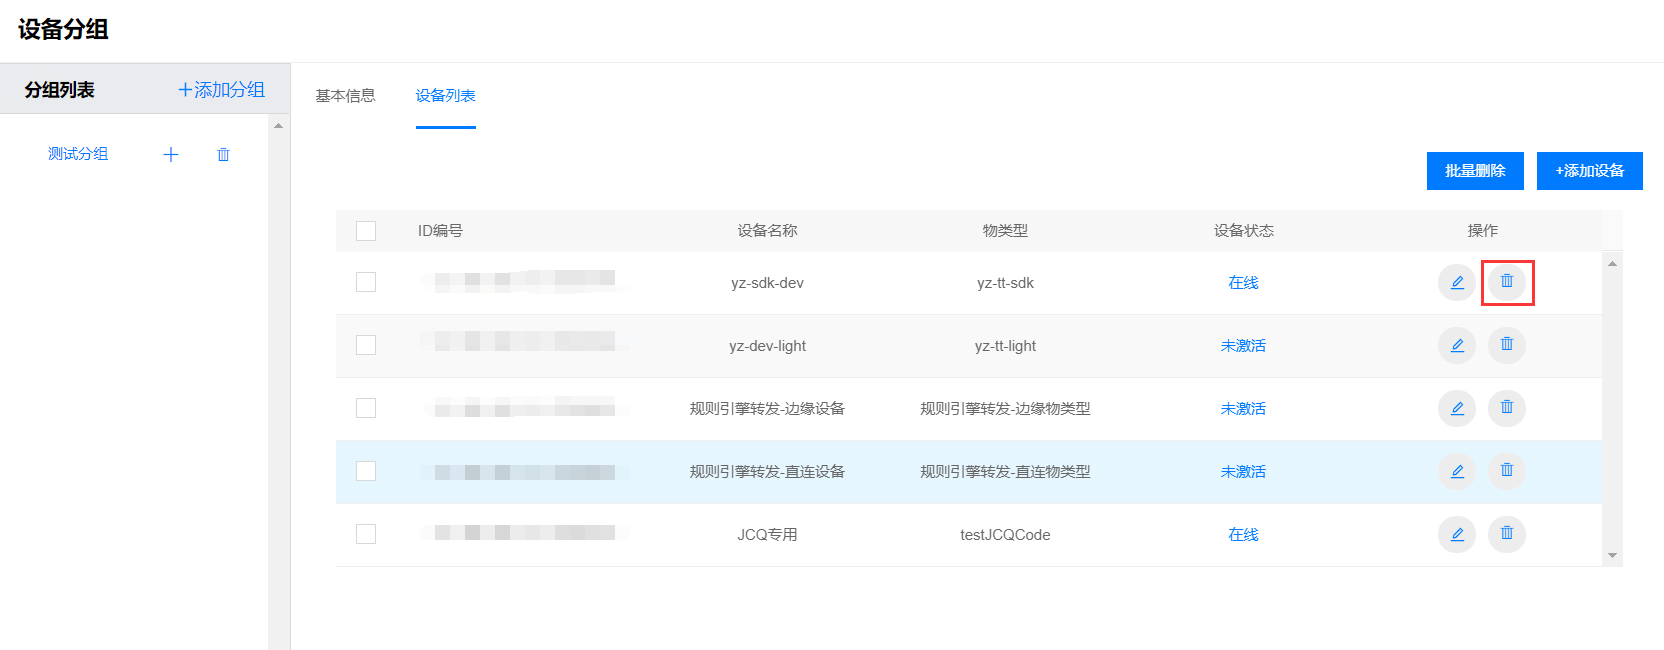 设备分组
分组列表 +添加分组
基本信息 设备列表
测试分组
批量删除 +添加设备
ID编号 设备名称 物类型 设备状态 操作
yz-sdk-dev yz-tt-sdk 在线
yz-dev-light yz-tt-light 未激活
规则引擎转发-边缘设备 规则引擎转发-边缘物类型 未激活
规则引擎转发-直连设备 规则引擎转发-直连物类型 未激活
JCQ专用 testJCQCode 在线